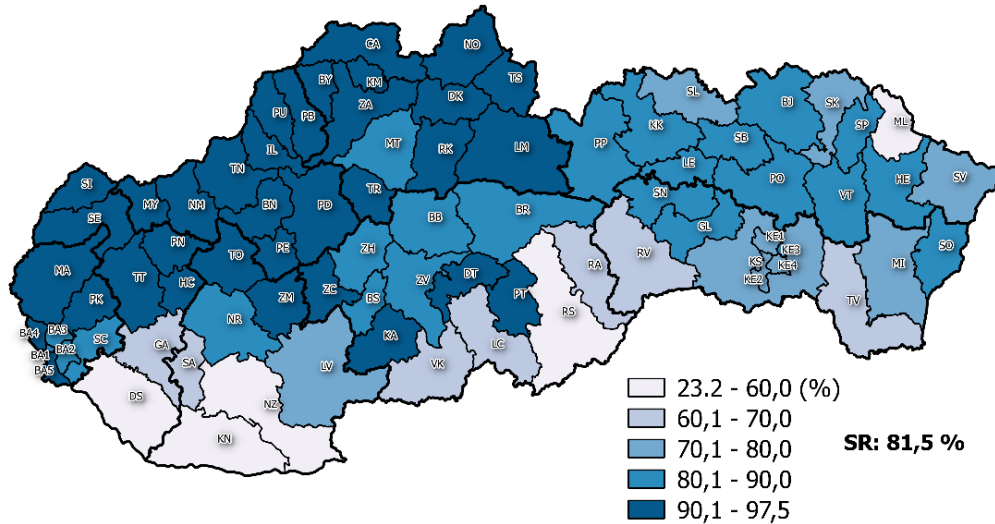 CA
NO
BY
KM
TS
PU
PB
ZA
DK
SL
BJ
SK
SP
ML
IL
MT
RK
LM
PP
KK
SB
TN
LE
PO
VT
HE
SV
SI
TR
SE
MY
NM
BN
PD
BB
BR
SN
GL
PN
PE
ZH
KE1
SO
MA
TT
TO
ZV
DT
RA
RV
KS
KE3
KE4
MI
HC
ZM
ZC
BS
PT
KE2
PK
NR
RS
TV
BA4
BA3
SC
KA
BA1
BA2
GA
SA
LV
VK
LC
BA5
DS
NZ
KN
23.2 - 60,0 (%)
60,1 - 70,0
70,1 - 80,0
SR: 81,5 %
80,1 - 90,0
90,1 - 97,5